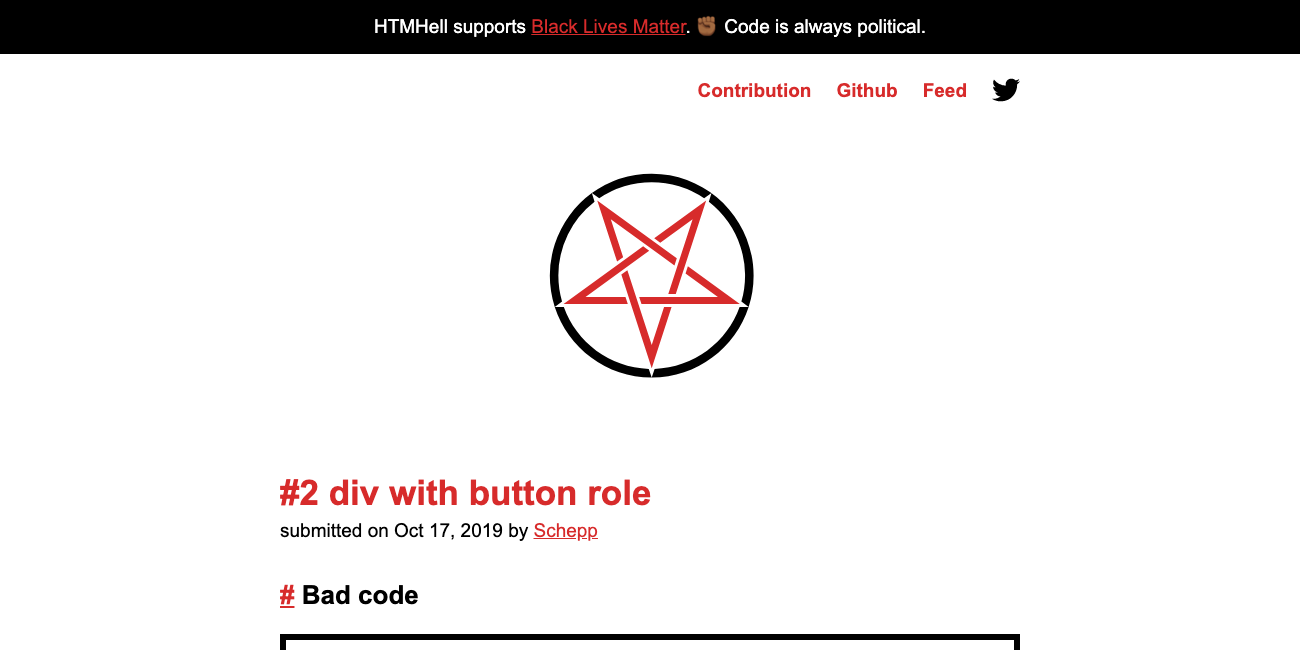 HTMHell supports Black Lives Matter. ✊🏾 Code is always political.
Contribution Github Feed
#2 div with button role
submitted on Oct 17, 2019 by Schepp
# Bad code